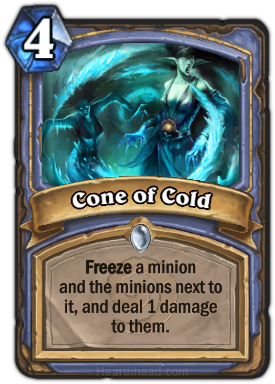 4
Cone of Cold
Freeze a minion
and the minions next to
it, and deal 1 damage
to them.
Hearthhead.com